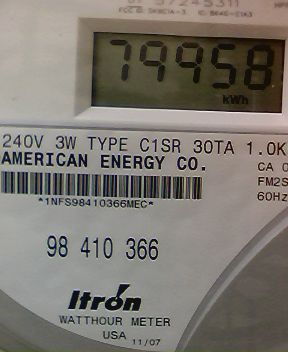 79958
kWh
240V 3W TYPE C1SR 30TA 1.0K
AMERICAN ENERGY CO.
CA
*1NFS98410366MEC*
FM2S
60Hz
98 410 366
Itron
WATTHOUR METER
USA 11/07